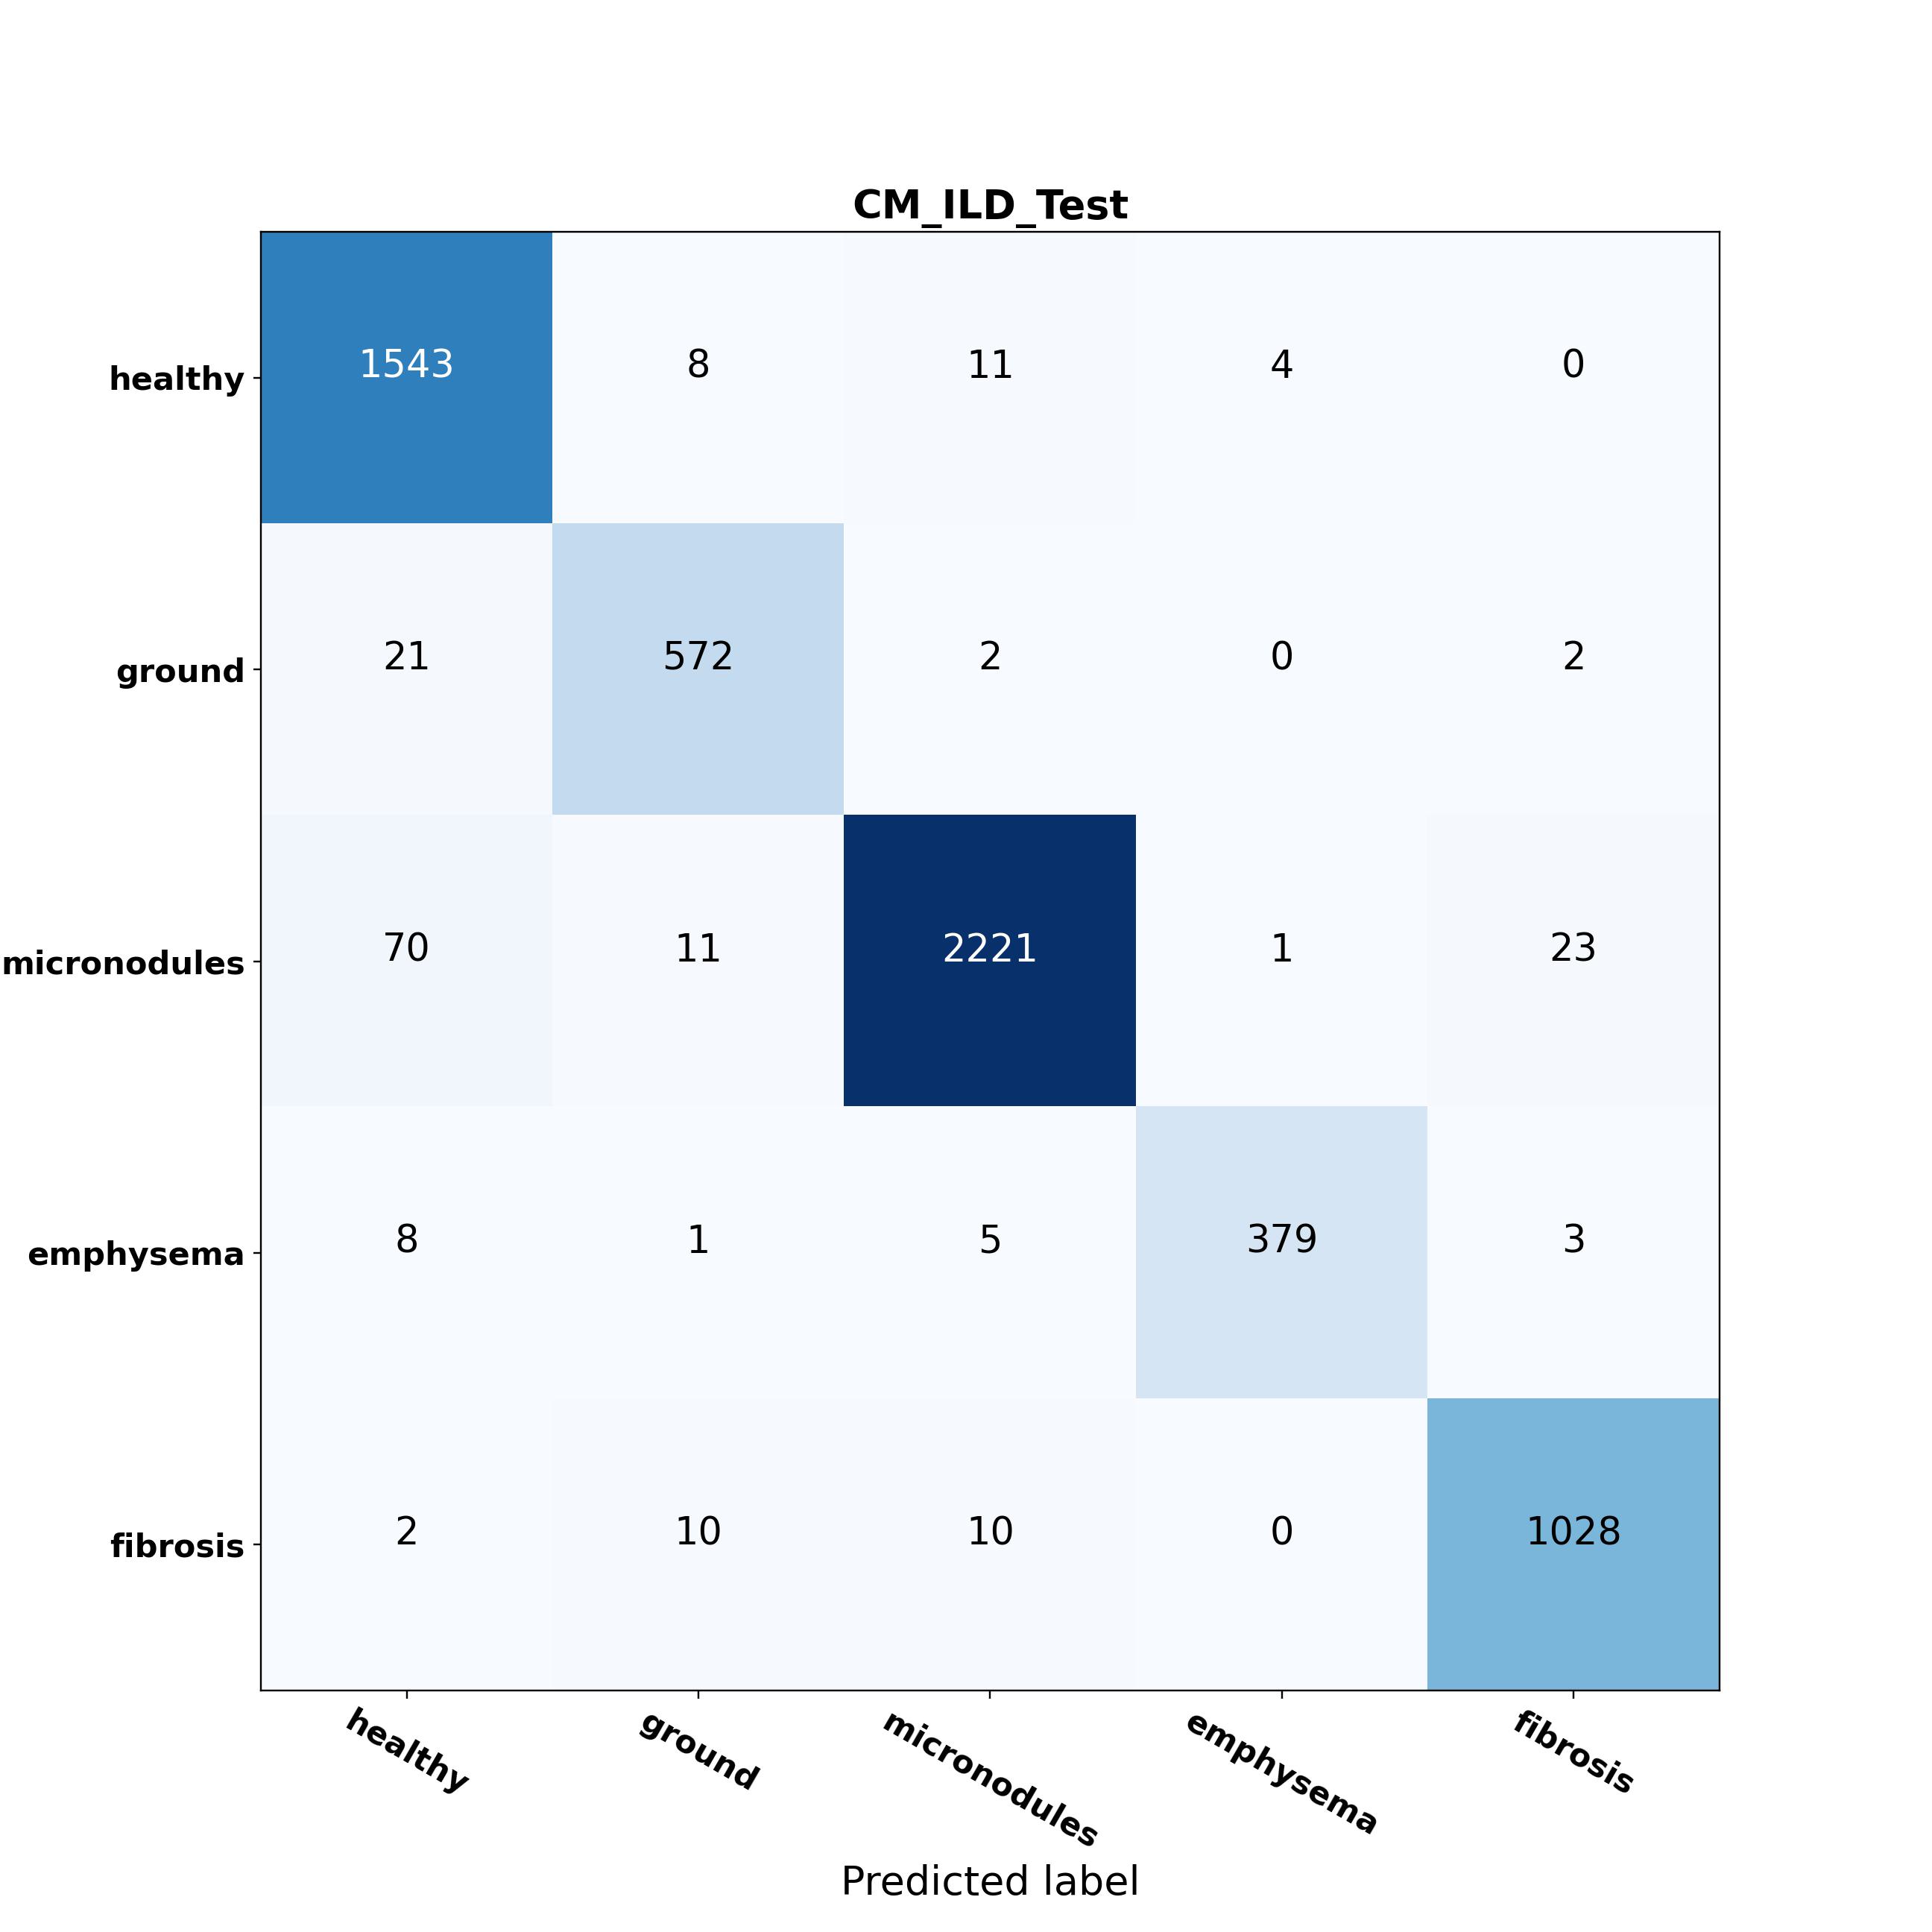 CM_ILD_Test
healthy 1543 8 11 4 0
ground 21 572 2 0 2
micronodules 70 11 2221 1 23
emphysema 8 1 5 379 3
fibrosis 2 10 10 0 1028
healthy ground micronodules emphysema fibrosis
Predicted label